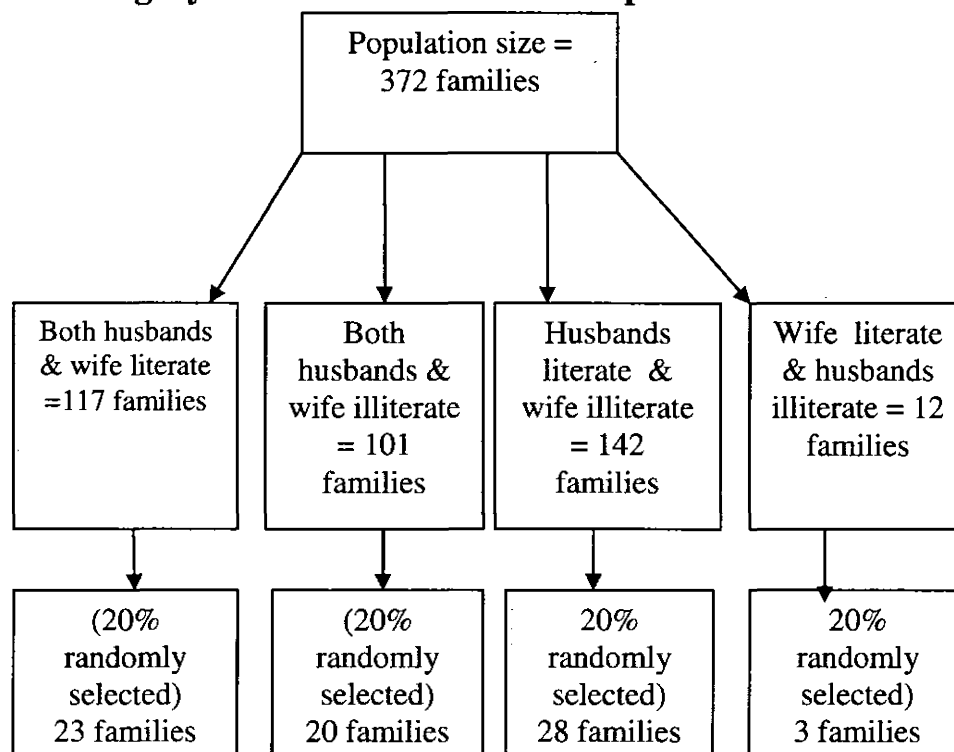 Population size =
372 families
Both husbands
& wife literate
=117 families
Both
husbands &
wife illiterate
= 101
families
Husbands
literate &
wife illiterate
= 142
families
Wife literate
& husbands
illiterate = 12
families
(20%
randomly
selected)
23 families
(20%
randomly
selected)
20 families
20%
randomly
selected)
28 families
20%
randomly
selected)
3 families